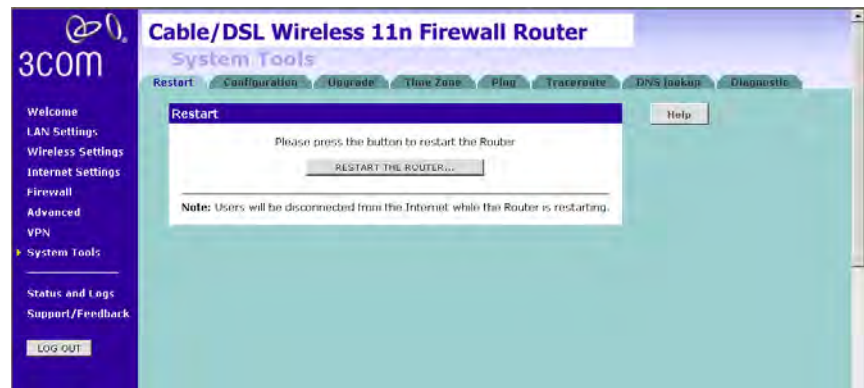 3COM
Cable/DSL Wireless 11n Firewall Router
System Tools
Restart Configuration Upgrade Time Zone Ping Traceroute DNS lookup Diagnostic
Welcome
LAN Settings
Wireless Settings
Internet Settings
Firewall
Advanced
VPN
System Tools
Status and Logs
Support/Feedback
LOG OUT
Restart
Help
Please press the button to restart the Router
RESTART THE ROUTER...
Note: Users will be disconnected from the Internet while the Router is restarting.